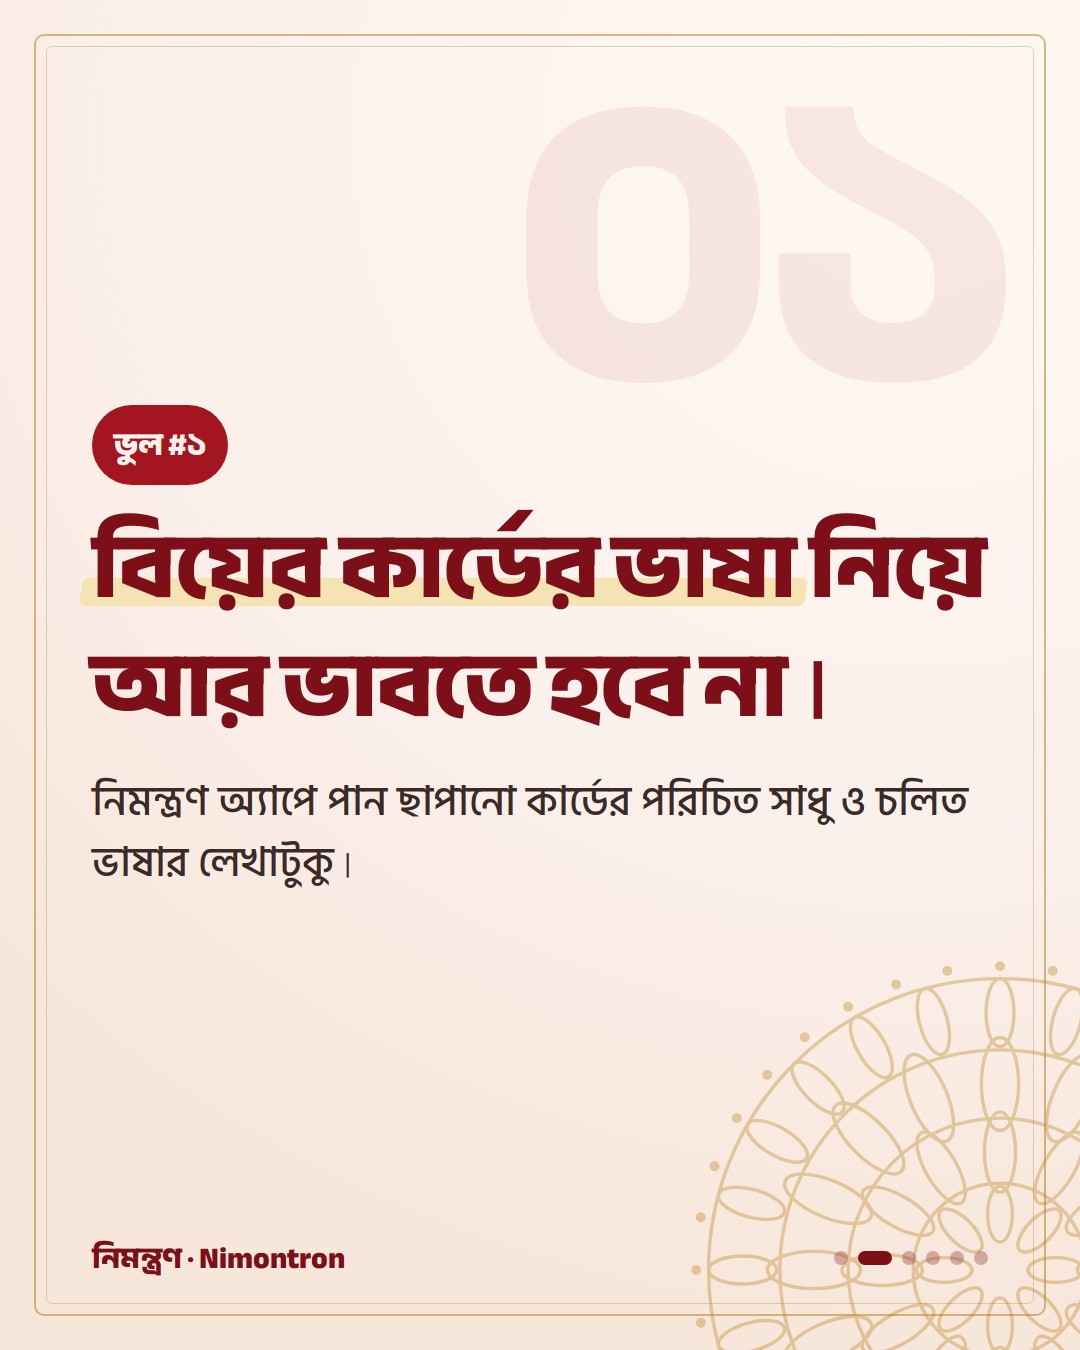 ০১
ভুল #১
বিয়ের কার্ডের ভাষা নিয়ে
আর ভাবতে হবে না।
নিমন্ত্রণ অ্যাপে পান ছাপানো কার্ডের পরিচিত সাধু ও চলিত
ভাষার লেখাটুকু।
নিমন্ত্রণ · Nimontron